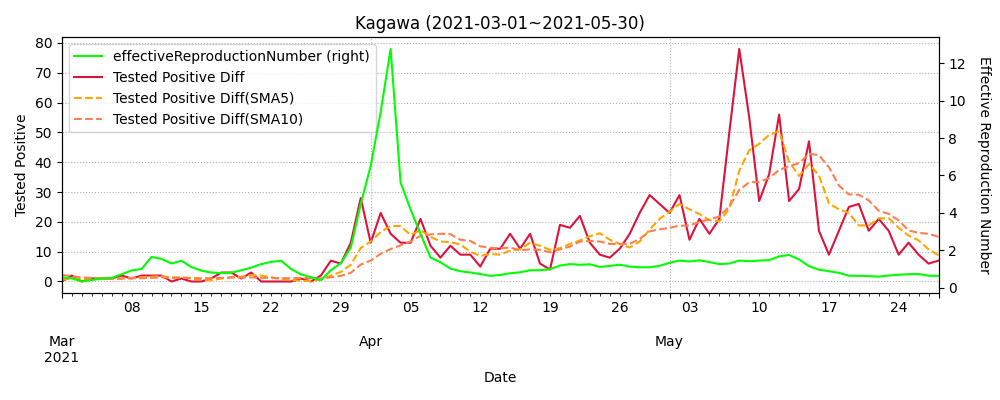 Kagawa (2021-03-01~2021-05-30)
effectiveReproductionNumber (right)
Tested Positive Diff
Tested Positive Diff(SMA5)
Tested Positive Diff(SMA10)
Tested Positive
80
70
60
50
40
30
20
10
0
12
10
8
6
4
2
0
Effective Reproduction Number
08
15
22
29
05
12
19
26
03
10
17
24
Mar
2021
Apr
May
Date